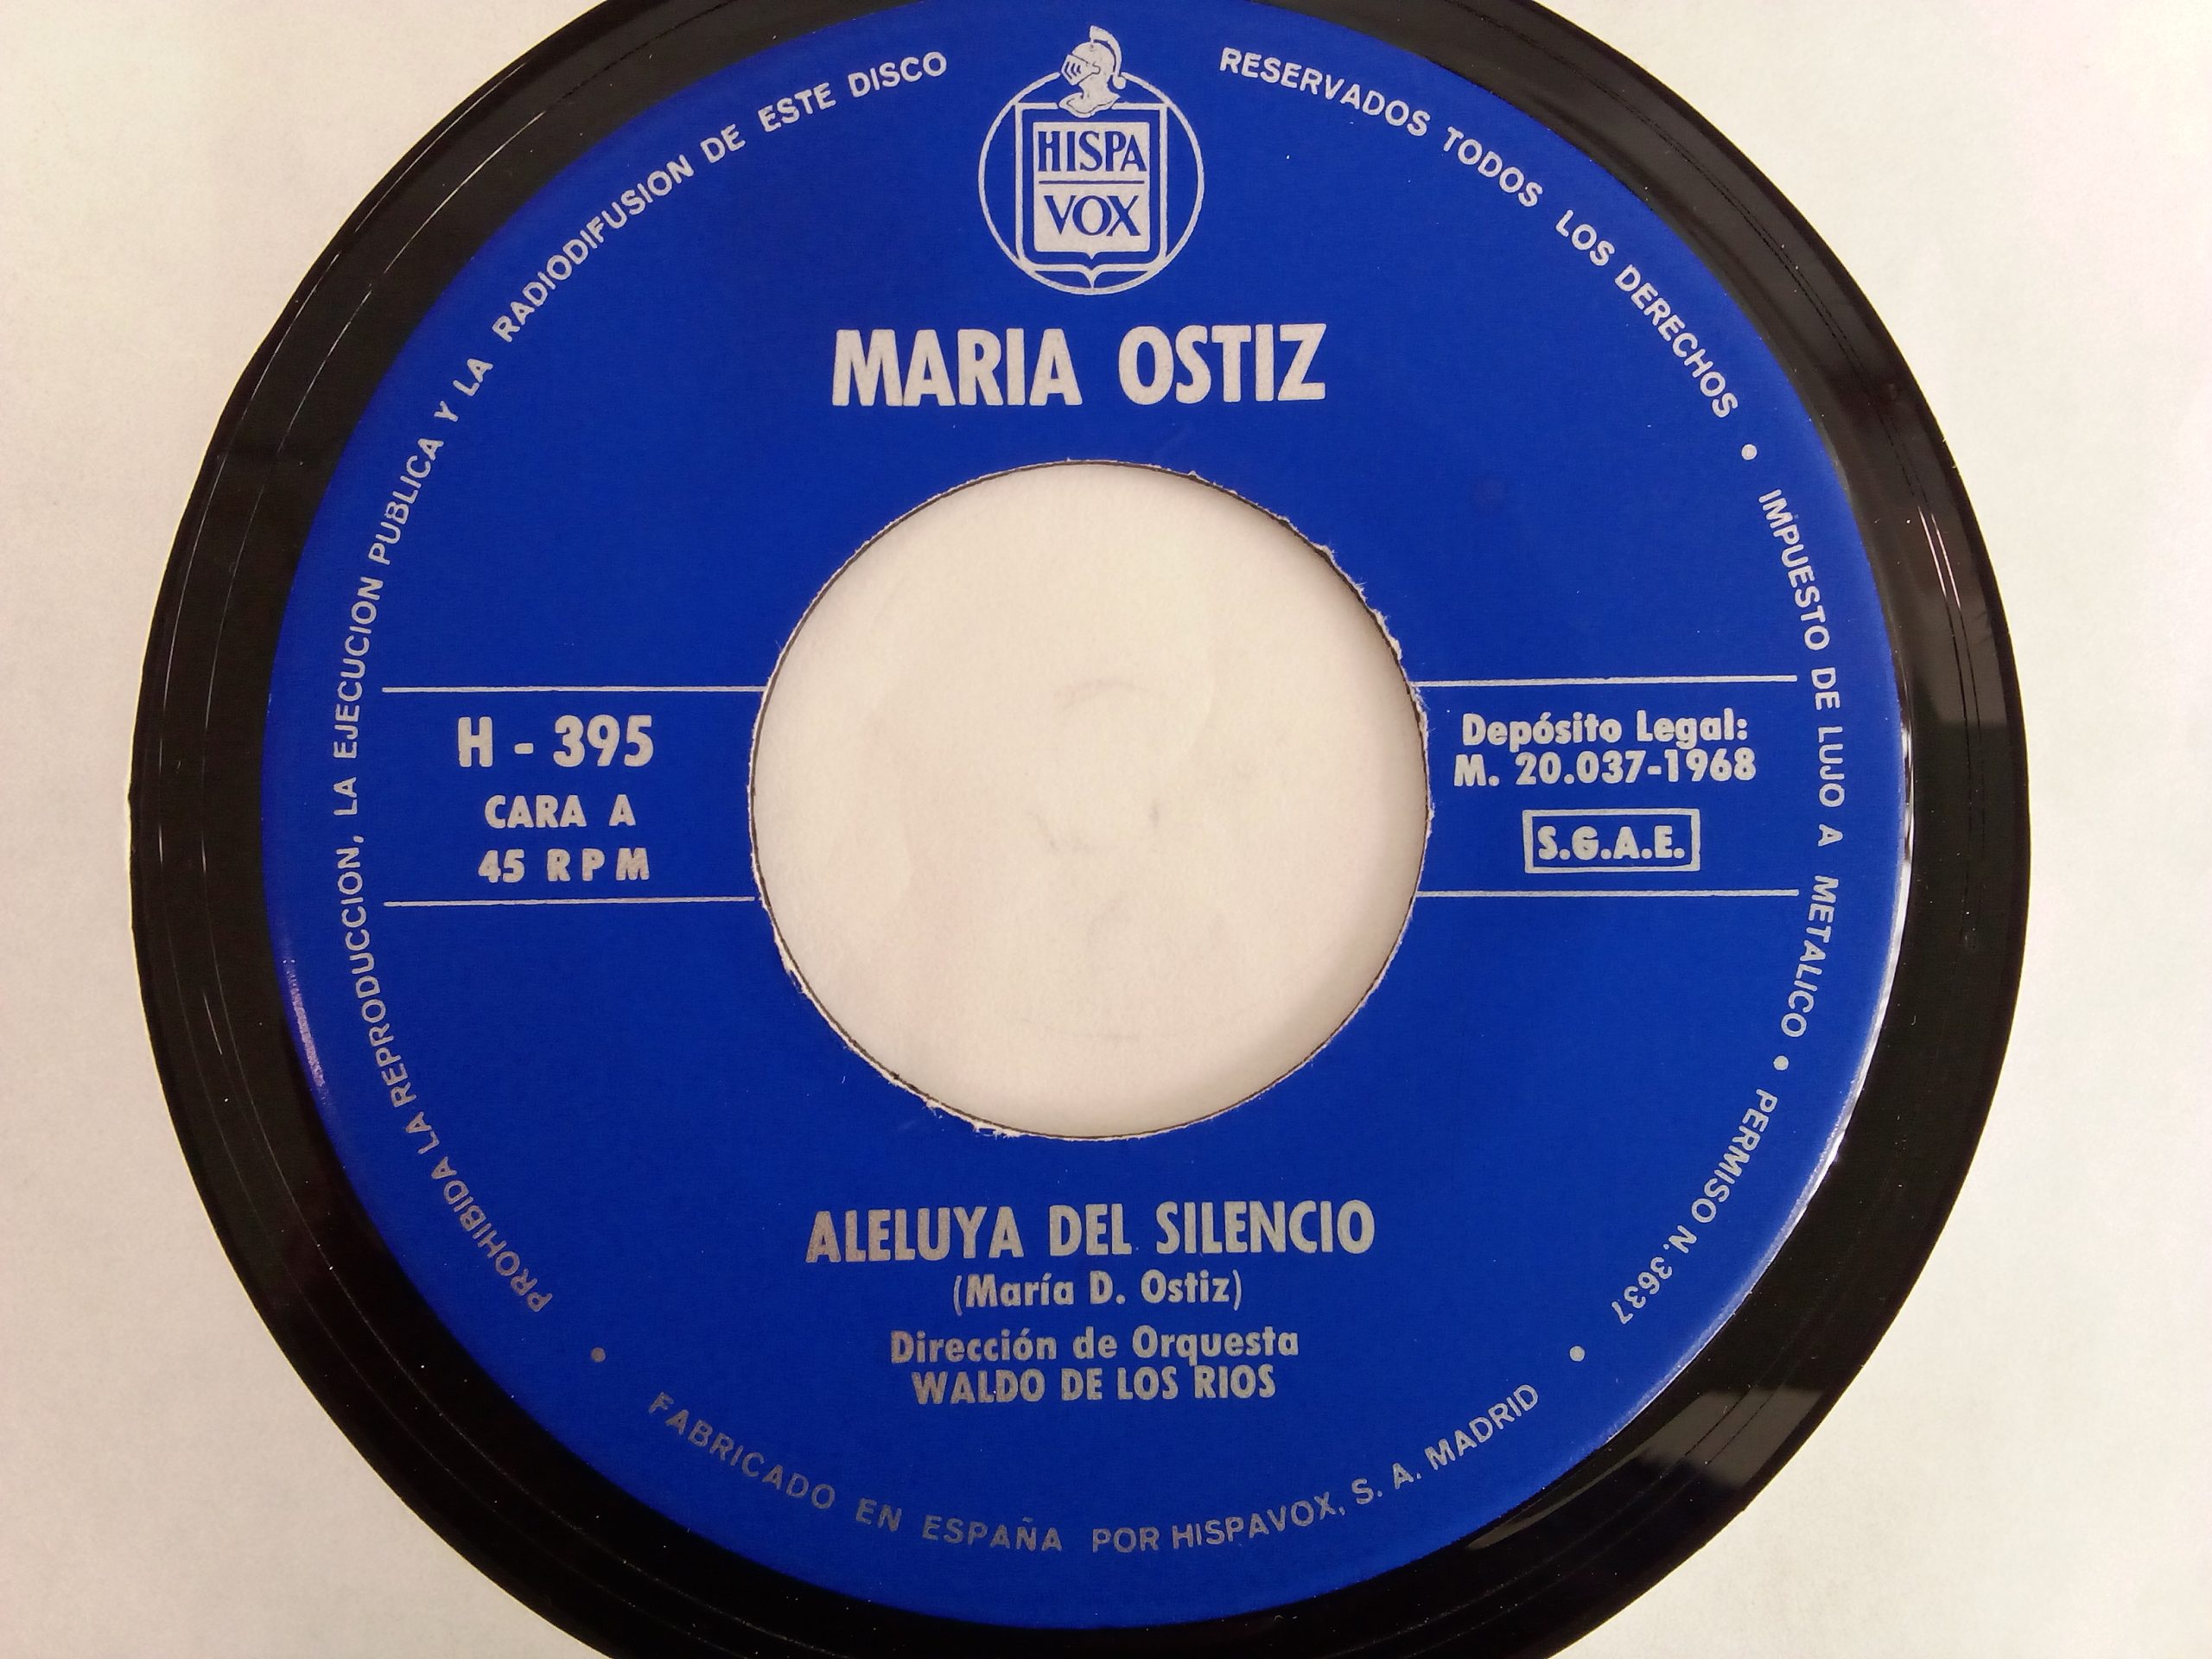 HISPA
VOX
MARIA OSTIZ
H - 395
CARA A
45 RPM
Depósito Legal:
M. 20.037-1968
S.G.A.E.
ALELUYA DEL SILENCIO
(María D. Ostiz)
Dirección de Orquesta
WALDO DE LOS RIOS
PROHIBIDA LA REPRODUCCION, LA EJECUCION PUBLICA Y LA RADIODIFUSION DE ESTE DISCO
RESERVADOS TODOS LOS DERECHOS • IMPUESTO DE LUJO A METALICO • PERMISO N.3637
• FABRICADO EN ESPAÑA POR HISPAVOX, S. A. MADRID •